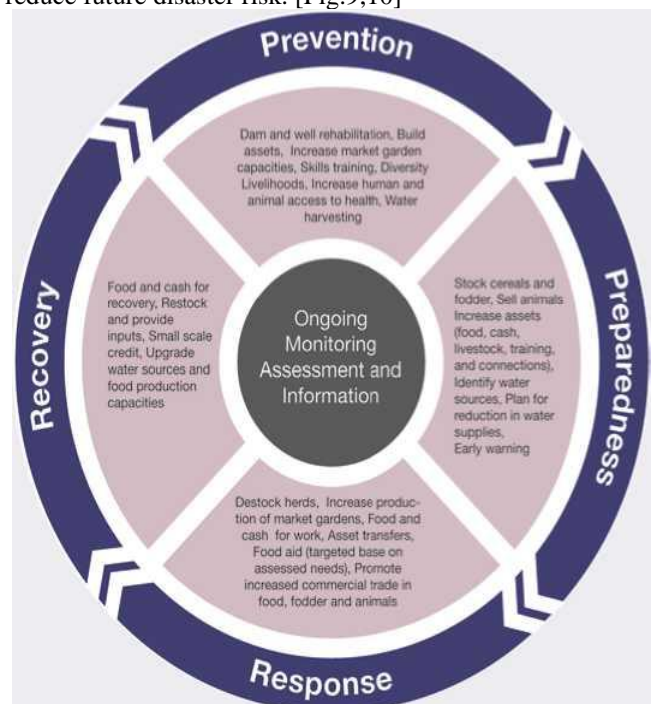 reduce future disaster risk. [Fig.9,10]
Prevention
Dam and well rehabilitation, Build
assets, Increase market garden
capacities, Skills training, Diversity
Livelihoods, Increase human and
animal access to health, Water
harvesting
Recovery
Food and cash for
recovery, Restock
and provide
inputs, Small scale
credit, Upgrade
water sources and
food production
capacities
Ongoing
Monitoring
Assessment and
Information
Stock cereals and
fodder, Sell animals
Increase assets
(food, cash,
livestock, training,
and connections),
Identify water
sources, Plan for
reduction in water
supplies,
Early warning
Preparedness
Destock herds, Increase produc-
tion of market gardens, Food and
cash for work, Asset transfers,
Food aid (targeted base on
assessed needs), Promote
increased commercial trade in
food, fodder and animals
Response